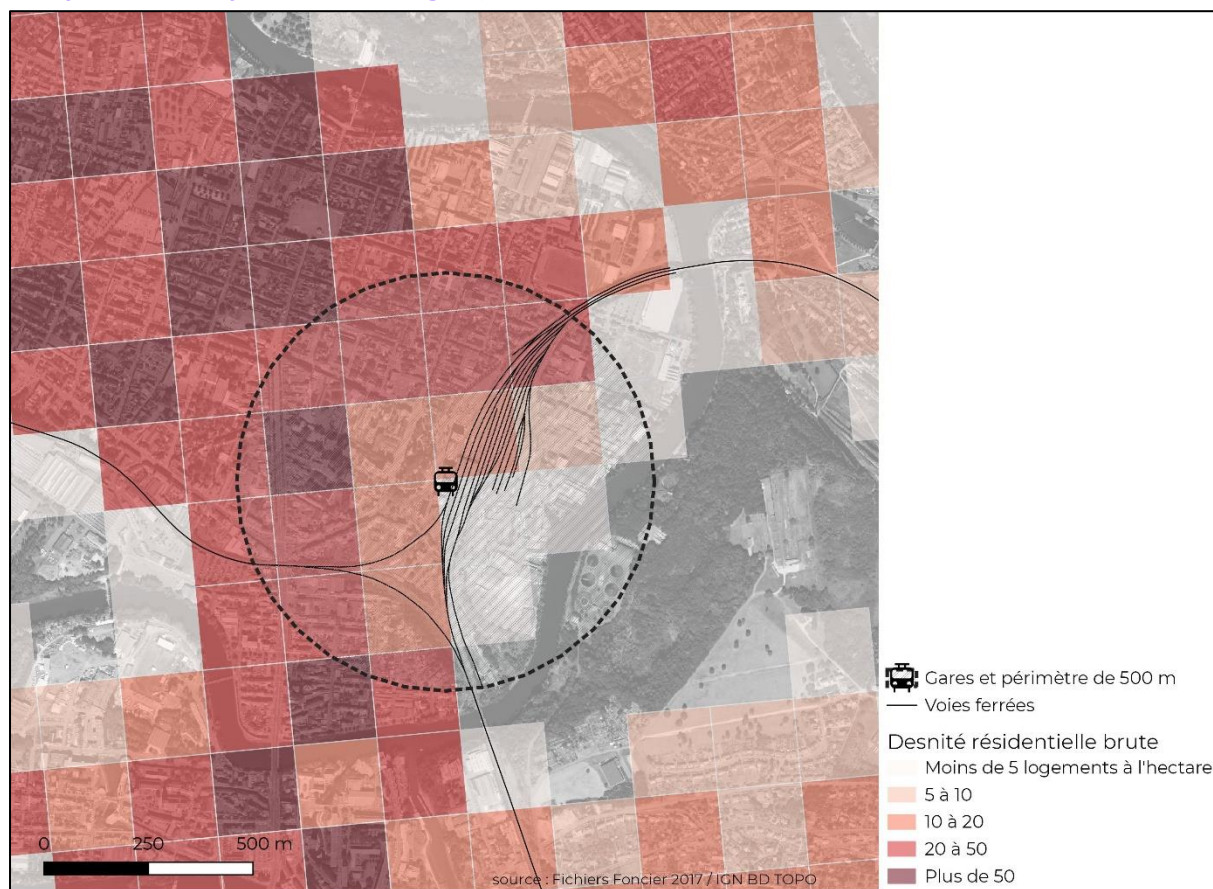 Gares et périmètre de 500 m
Voies ferrées
Desnité résidentielle brute
Moins de 5 logements à l'hectare
5 à 10
10 à 20
20 à 50
Plus de 50
0 250 500 m
source : Fichiers Foncier 2017 / IGN BD TOPO